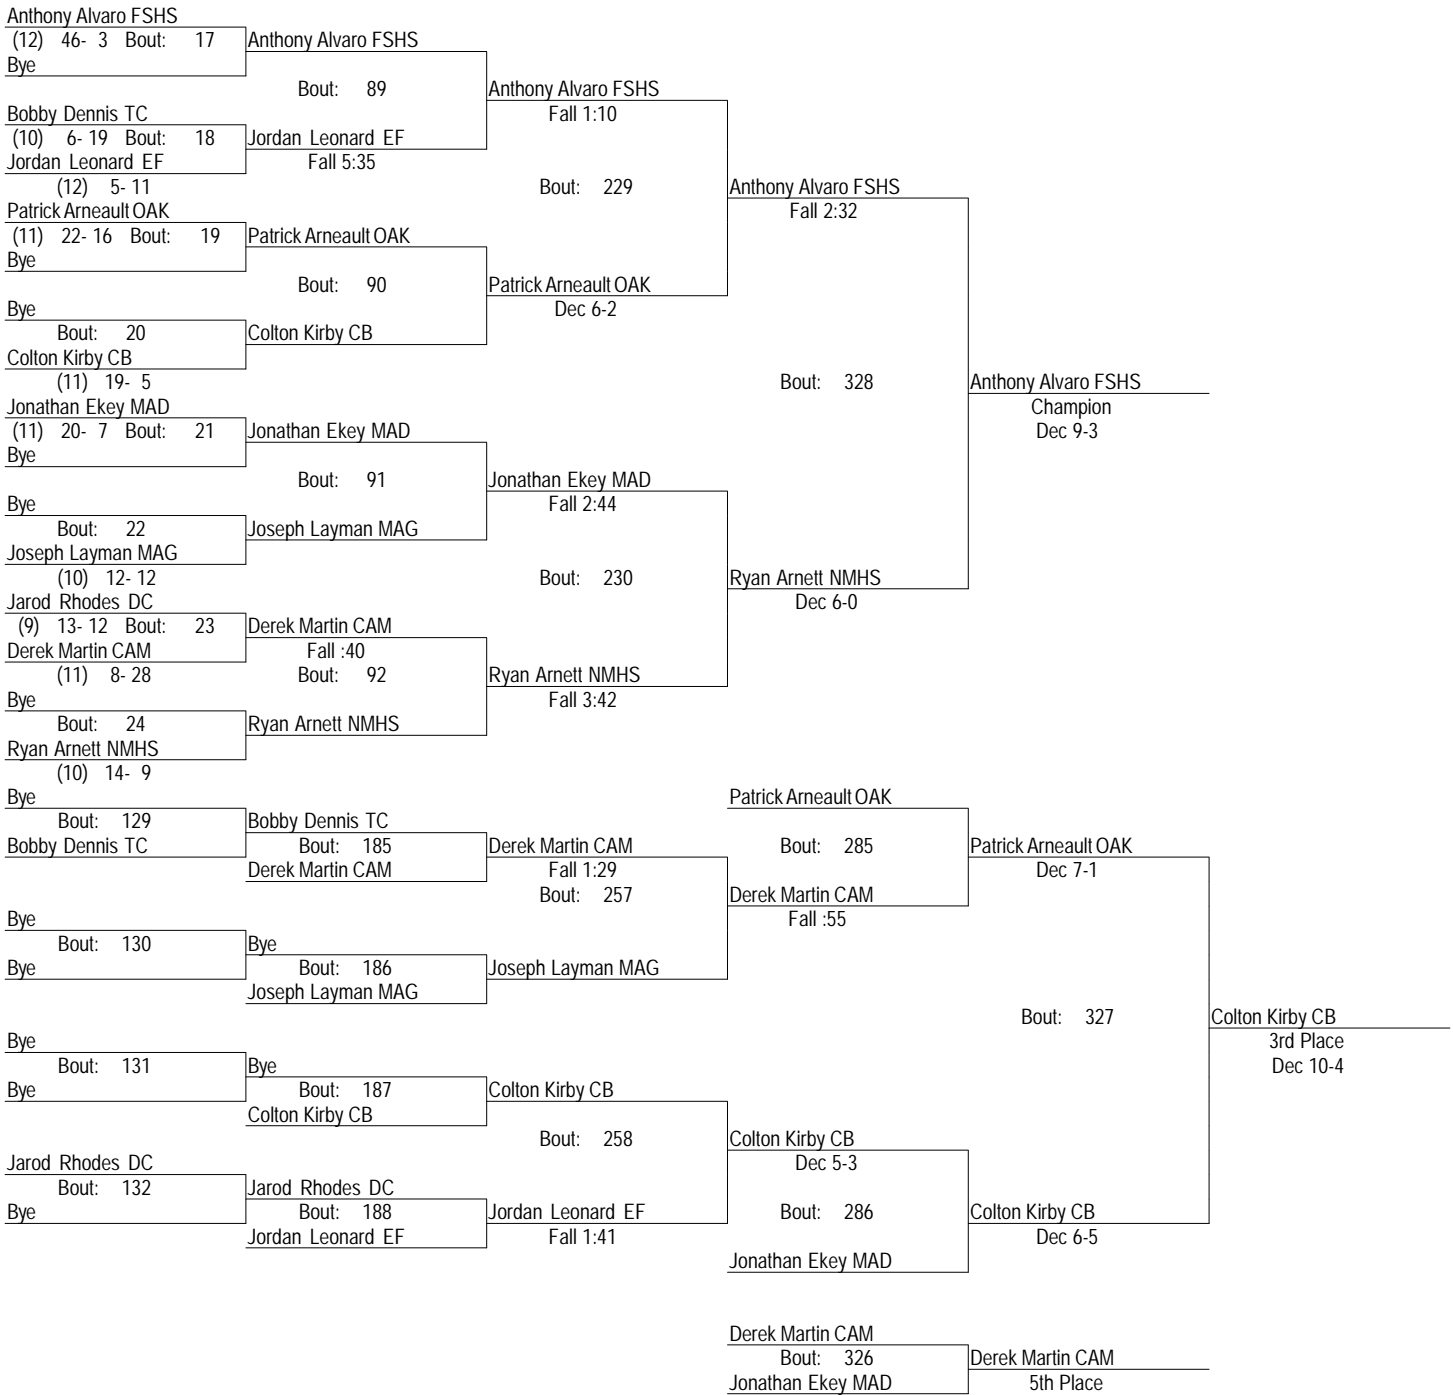 Anthony Alvaro FSHS
(12) 46- 3 Bout: 17 Anthony Alvaro FSHS
Bye
Bout: 89 Anthony Alvaro FSHS
Bobby Dennis TC Fall 1:10
(10) 6- 19 Bout: 18 Jordan Leonard EF
Jordan Leonard EF Fall 5:35
(12) 5- 11 Bout: 229 Anthony Alvaro FSHS
Patrick Arneault OAK Fall 2:32
(11) 22- 16 Bout: 19 Patrick Arneault OAK
Bye
Bout: 90 Patrick Arneault OAK
Bye Dec 6-2
Bout: 20 Colton Kirby CB
Colton Kirby CB
(11) 19- 5 Bout: 328 Anthony Alvaro FSHS
Jonathan Ekey MAD Champion
(11) 20- 7 Bout: 21 Jonathan Ekey MAD Dec 9-3
Bye
Bout: 91 Jonathan Ekey MAD
Bye Fall 2:44
Bout: 22 Joseph Layman MAG
Joseph Layman MAG
(10) 12- 12 Bout: 230 Ryan Arnett NMHS
Jarod Rhodes DC Dec 6-0
(9) 13- 12 Bout: 23 Derek Martin CAM
Derek Martin CAM Fall :40
(11) 8- 28 Bout: 92 Ryan Arnett NMHS
Bye Fall 3:42
Bout: 24 Ryan Arnett NMHS
Ryan Arnett NMHS
(10) 14- 9
Bye Patrick Arneault OAK
Bout: 129 Bobby Dennis TC
Bobby Dennis TC Bout: 185 Derek Martin CAM Bout: 285 Patrick Arneault OAK
Derek Martin CAM Fall 1:29 Dec 7-1
Bout: 257 Derek Martin CAM
Bye Fall :55
Bout: 130 Bye
Bye Bout: 186 Joseph Layman MAG
Joseph Layman MAG
Bout: 327 Colton Kirby CB
Bye 3rd Place
Bout: 131 Bye Dec 10-4
Bye Bout: 187 Colton Kirby CB
Colton Kirby CB
Bout: 258 Colton Kirby CB
Jarod Rhodes DC Dec 5-3
Bout: 132 Jarod Rhodes DC
Bye Bout: 188 Jordan Leonard EF Bout: 286 Colton Kirby CB
Jordan Leonard EF Fall 1:41 Dec 6-5
Jonathan Ekey MAD
Derek Martin CAM
Bout: 326 Derek Martin CAM
Jonathan Ekey MAD 5th Place